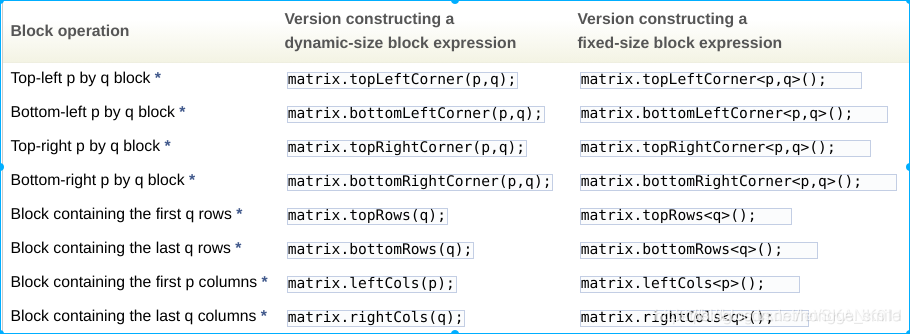 Block operation Version constructing a dynamic-size block expression Version constructing a fixed-size block expression
Top-left p by q block * matrix.topLeftCorner(p,q); matrix.topLeftCorner<p,q>();
Bottom-left p by q block * matrix.bottomLeftCorner(p,q); matrix.bottomLeftCorner<p,q>();
Top-right p by q block * matrix.topRightCorner(p,q); matrix.topRightCorner<p,q>();
Bottom-right p by q block * matrix.bottomRightCorner(p,q); matrix.bottomRightCorner<p,q>();
Block containing the first q rows * matrix.topRows(q); matrix.topRows<q>();
Block containing the last q rows * matrix.bottomRows(q); matrix.bottomRows<q>();
Block containing the first p columns * matrix.leftCols(p); matrix.leftCols<p>();
Block containing the last q columns * matrix.rightCols(q); matrix.rightCols<q>();